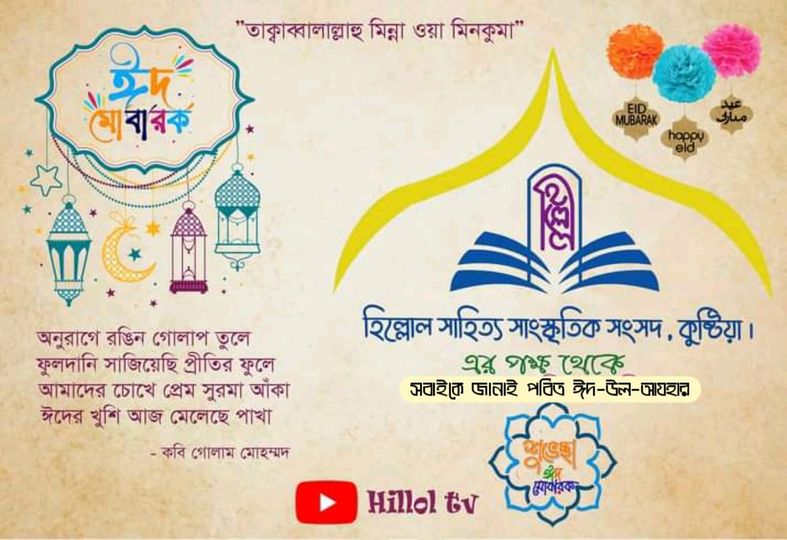 "তাক্বাব্বালাল্লাহু মিন্না ওয়া মিনকুমা"
ঈদ
মোবারক
EID
MUBARAK
happy
eid
عيد
مبارك
হিল্লোল
হিল্লোল সাহিত্য সাংস্কৃতিক সংসদ, কুষ্টিয়া।
এর পক্ষ থেকে
সবাইকে জানাই পবিত্র ঈদ-উল-আযহার
শুভেচ্ছা
ঈদ
মোবারক
অনুরাগে রঙিন গোলাপ তুলে
ফুলদানি সাজিয়েছি প্রীতির ফুলে
আমাদের চোখে প্রেম সুরমা আঁকা
ঈদের খুশি আজ মেলেছে পাখা
- কবি গোলাম মোহম্মদ
Hillol tv